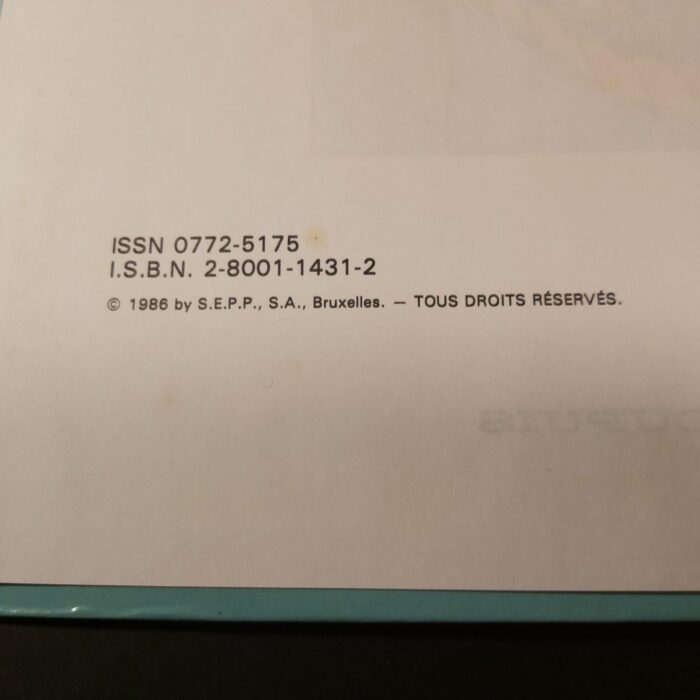 ISSN 0772-5175
I.S.B.N. 2-8001-1431-2
© 1986 by S.E.P.P., S.A., Bruxelles. — TOUS DROITS RÉSERVÉS.